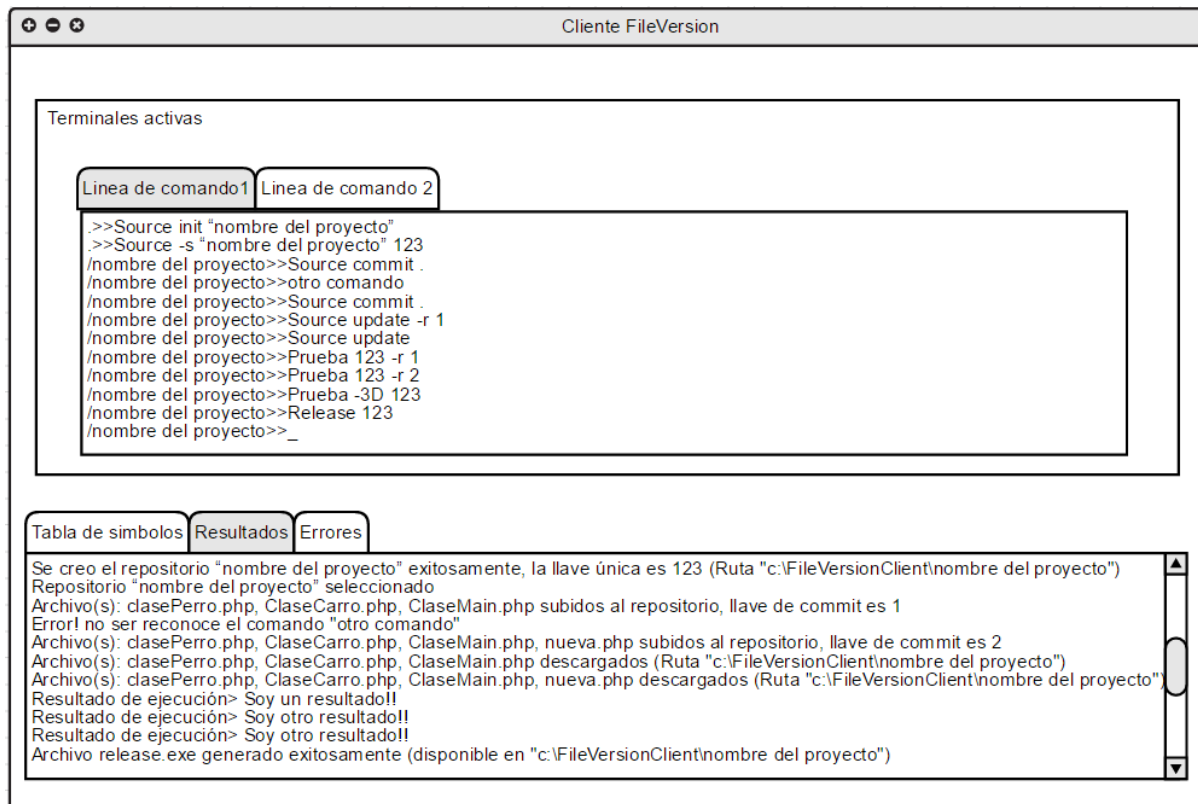 Cliente FileVersion
Terminales activas
Linea de comando1
Linea de comando 2
.>>Source init “nombre del proyecto”
.>>Source -s “nombre del proyecto” 123
/nombre del proyecto>>Source commit .
/nombre del proyecto>>otro comando
/nombre del proyecto>>Source commit .
/nombre del proyecto>>Source update -r 1
/nombre del proyecto>>Source update
/nombre del proyecto>>Prueba 123 -r 1
/nombre del proyecto>>Prueba 123 -r 2
/nombre del proyecto>>Prueba -3D 123
/nombre del proyecto>>Release 123
/nombre del proyecto>>_
Tabla de simbolos
Resultados
Errores
Se creo el repositorio “nombre del proyecto” exitosamente, la llave única es 123 (Ruta "c:\FileVersionClient\nombre del proyecto")
Repositorio “nombre del proyecto” seleccionado
Archivo(s): clasePerro.php, ClaseCarro.php, ClaseMain.php subidos al repositorio, llave de commit es 1
Error! no ser reconoce el comando "otro comando"
Archivo(s): clasePerro.php, ClaseCarro.php, ClaseMain.php, nueva.php subidos al repositorio, llave de commit es 2
Archivo(s): clasePerro.php, ClaseCarro.php, ClaseMain.php descargados (Ruta "c:\FileVersionClient\nombre del proyecto")
Archivo(s): clasePerro.php, ClaseCarro.php, ClaseMain.php, nueva.php descargados (Ruta "c:\FileVersionClient\nombre del proyecto")
Resultado de ejecución> Soy un resultado!!
Resultado de ejecución> Soy otro resultado!!
Resultado de ejecución> Soy otro resultado!!
Archivo release.exe generado exitosamente (disponible en "c:\FileVersionClient\nombre del proyecto")